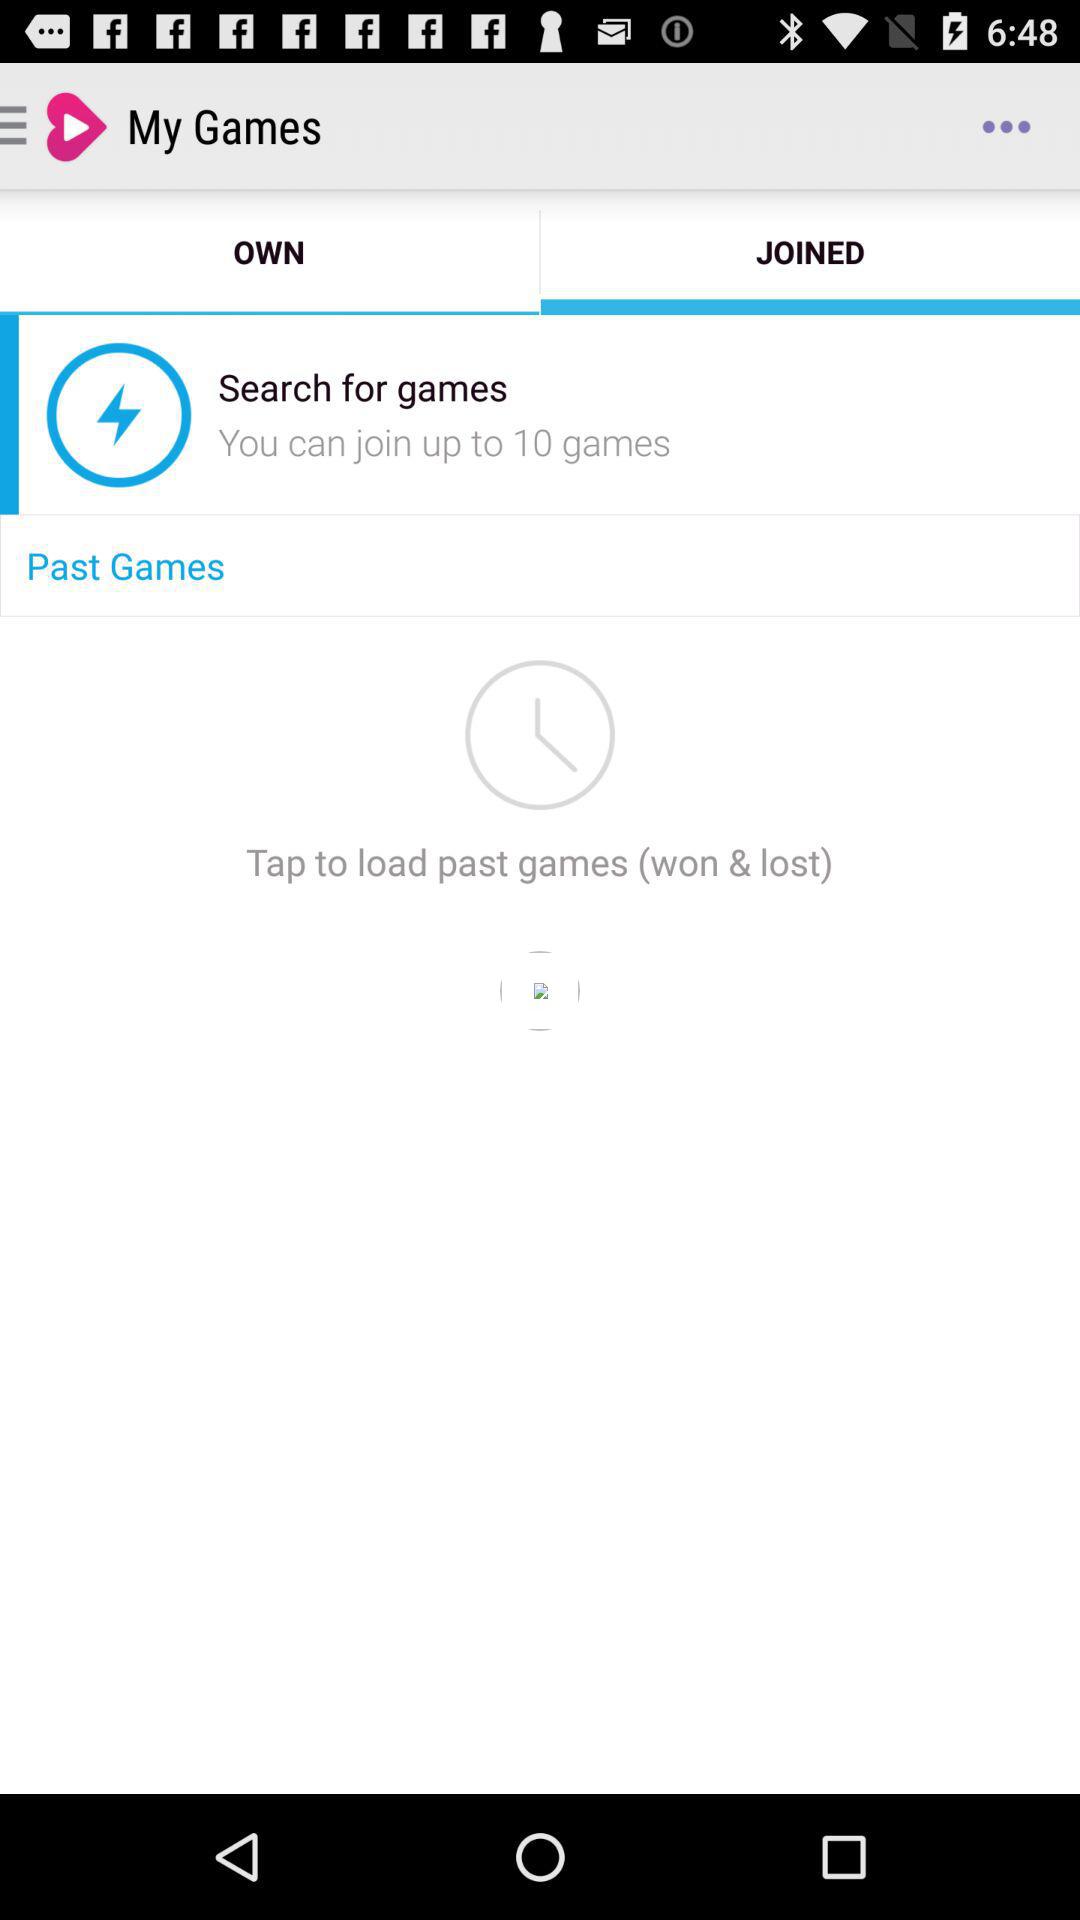 6:48
My Games
OWN
JOINED
Search for games
You can join up to 10 games
Past Games
Tap to load past games (won & lost)